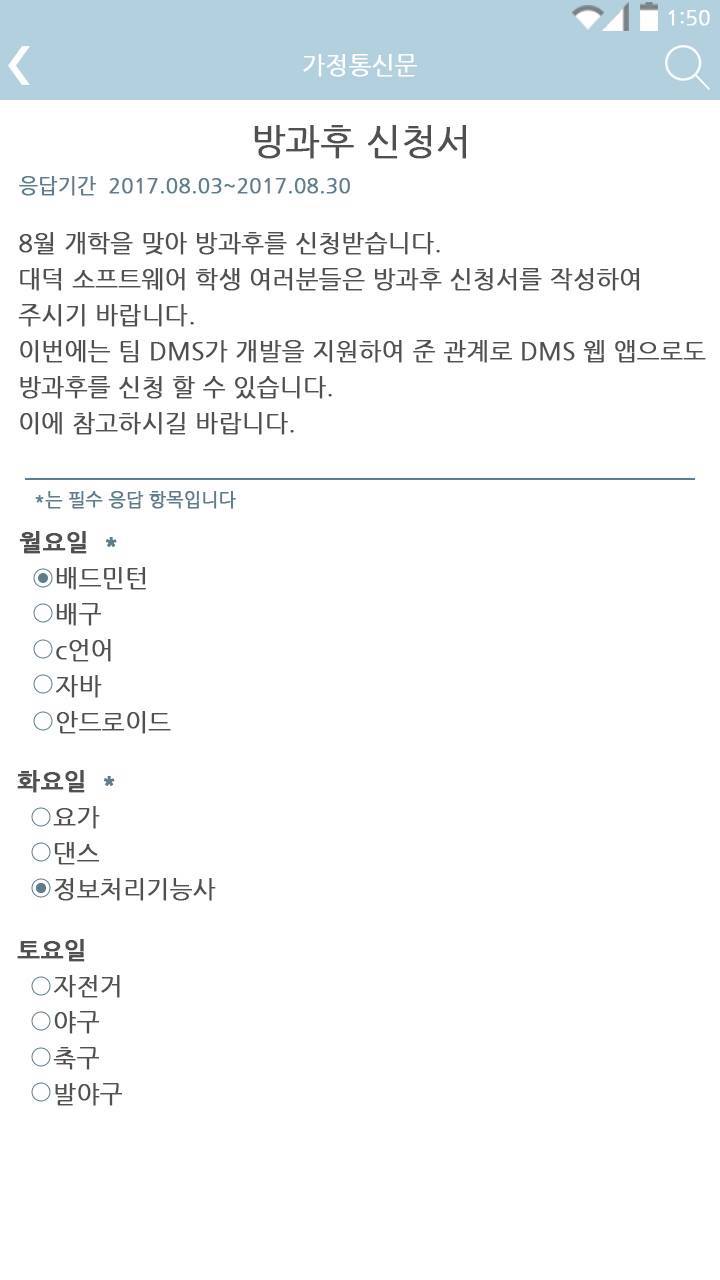 1:50
가정통신문
방과후 신청서
응답기간 2017.08.03~2017.08.30
8월 개학을 맞아 방과후를 신청받습니다.
대덕 소프트웨어 학생 여러분들은 방과후 신청서를 작성하여
주시기 바랍니다.
이번에는 팀 DMS가 개발을 지원하여 준 관계로 DMS 웹 앱으로도
방과후를 신청 할 수 있습니다.
이에 참고하시길 바랍니다.
*는 필수 응답 항목입니다
월요일 *
배드민턴
배구
c언어
자바
안드로이드
화요일 *
요가
댄스
정보처리기능사
토요일
자전거
야구
축구
발야구